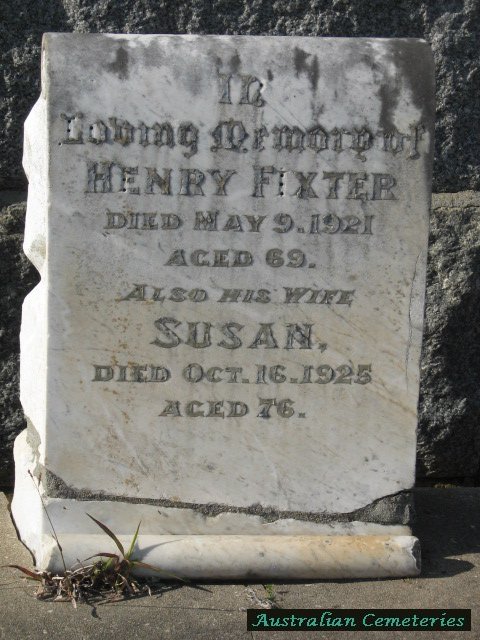 In
Loving Memory of
HENRY FIXTER
DIED MAY 9. 1921
AGED 69.
ALSO HIS WIFE
SUSAN,
DIED OCT. 16. 1925
AGED 76.
Australian Cemeteries